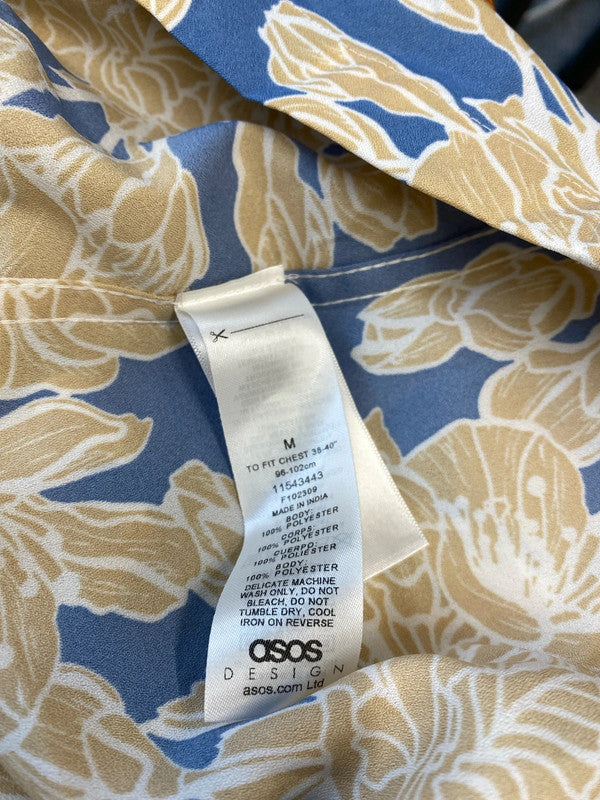 M
TO FIT CHEST 38-40"
96-102cm
11543443
F102309
MADE IN INDIA
BODY:
100% POLYESTER
CORPS:
100% POLYESTER
CUERPO:
100% POLIESTER
BODY:
100% POLYESTER
DELICATE MACHINE
WASH ONLY, DO NOT
BLEACH, DO NOT
TUMBLE DRY, COOL
IRON ON REVERSE
asos
DESIGN
asos.com Ltd